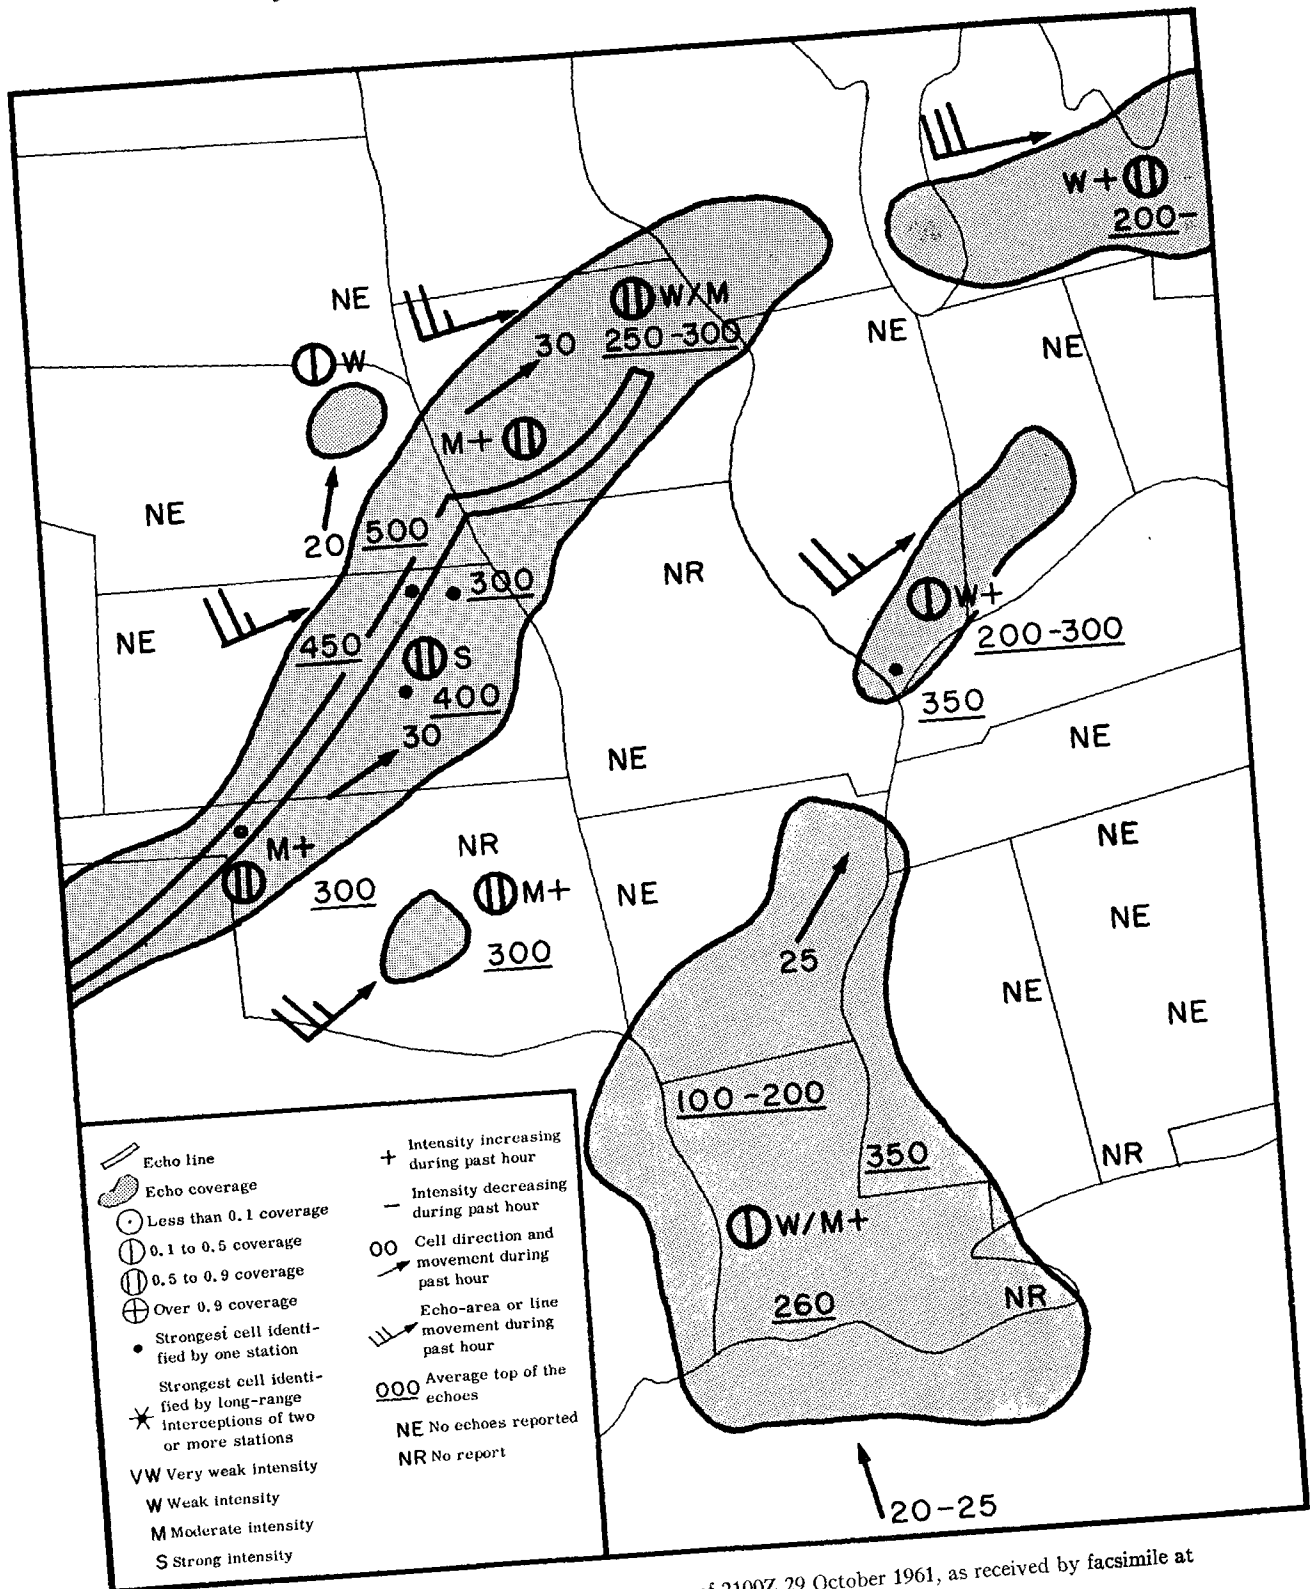 W+
200-
NE
W/M
250-300
NE
NE
W
30
M+
NE
500
20
300
NR
W+
NE
450
S
200-300
400
350
30
NE
NE
NE
M+
NR
300
M+
NE
NE
300
25
NE
NE
100-200
350
NR
W/M+
260
NR
20-25
Echo line
Echo coverage
Less than 0.1 coverage
0.1 to 0.5 coverage
0.5 to 0.9 coverage
Over 0.9 coverage
Strongest cell identi-
fied by one station
Strongest cell identi-
fied by long-range
interceptions of two
or more stations
VW Very weak intensity
W Weak intensity
M Moderate intensity
S Strong intensity
+ Intensity increasing
during past hour
- Intensity decreasing
during past hour
00 Cell direction and
movement during
past hour
Echo-area or line
movement during
past hour
000 Average top of the
echoes
NE No echoes reported
NR No report
2100Z 29 October 1961, as received by facsimile at